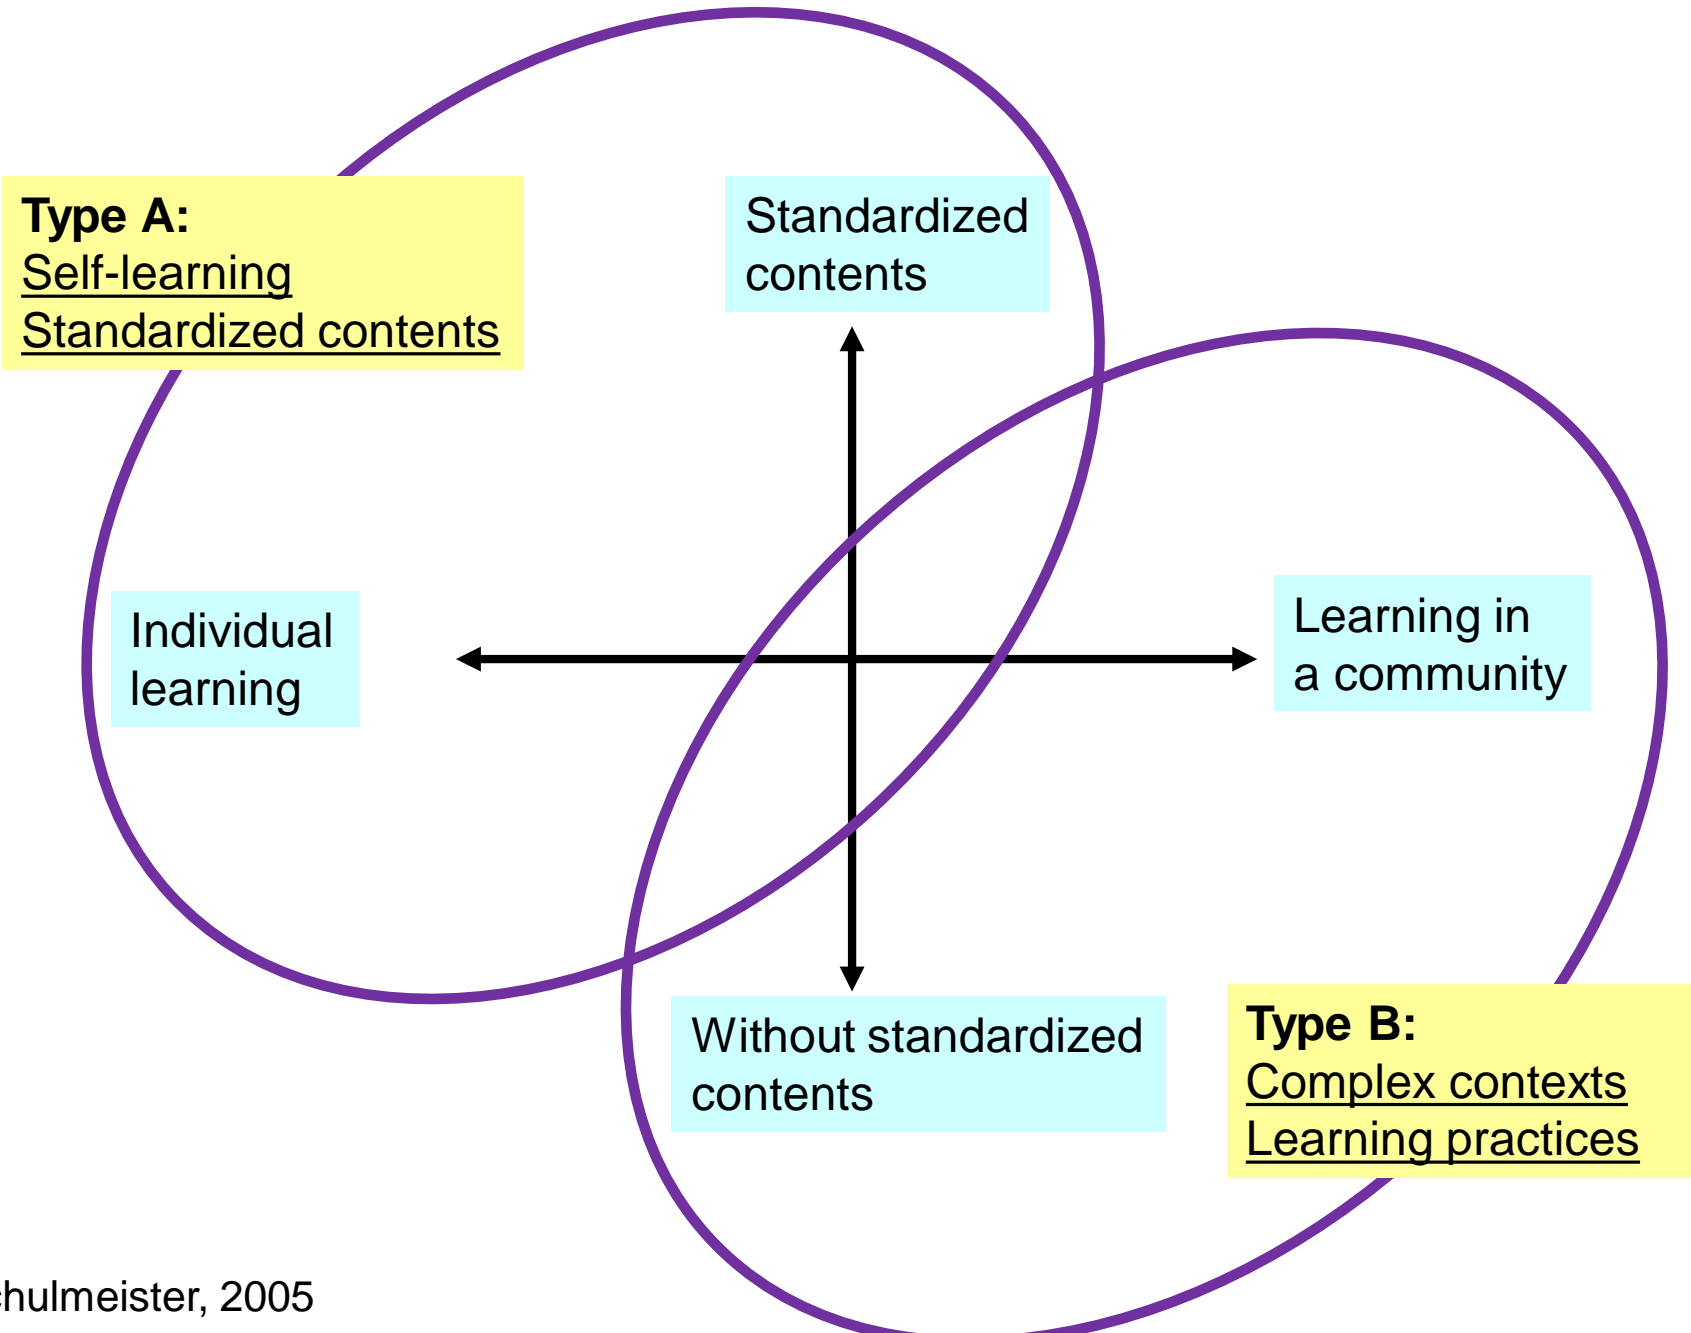 Type A:
Self-learning
Standardized contents
Standardized
contents
Individual
learning
Learning in
a community
Without standardized
contents
Type B:
Complex contexts
Learning practices
chulmeister, 2005